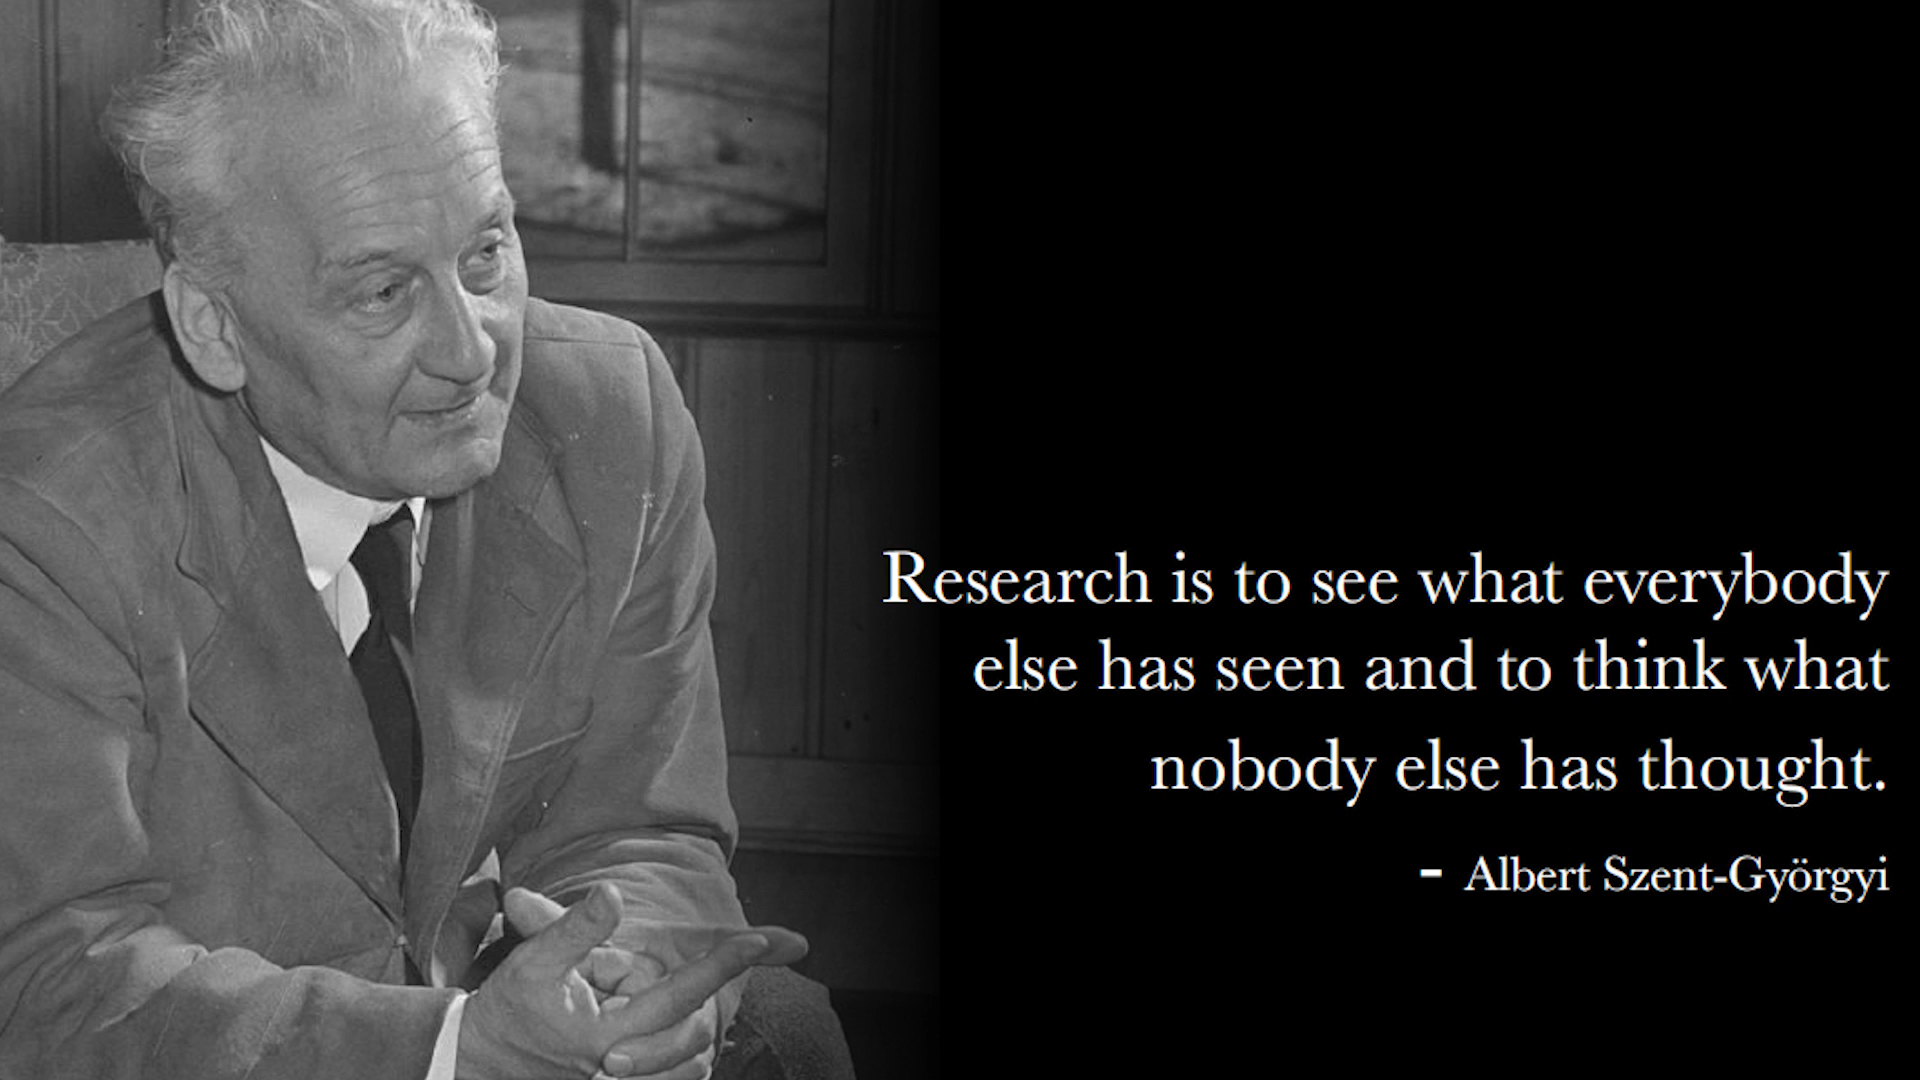 Research is to see what everybody
else has seen and to think what
nobody else has thought.
- Albert Szent-Györgyi